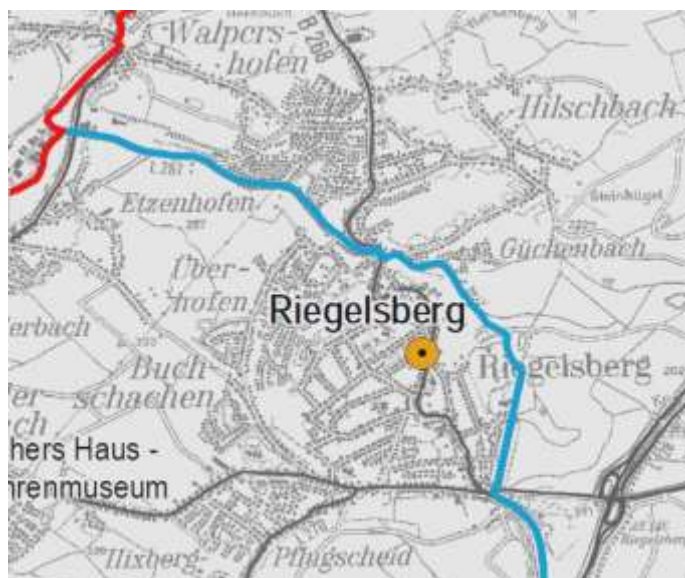 Walpers-
hofen
B 268
Hilschbach
Etzenhofen
Güchenbach
Über-
hofen
Riegelsberg
Riegelsberg
erbach
Buch-
schachen
hers Haus -
hrenmuseum
Ilixberg
Pflugscheid